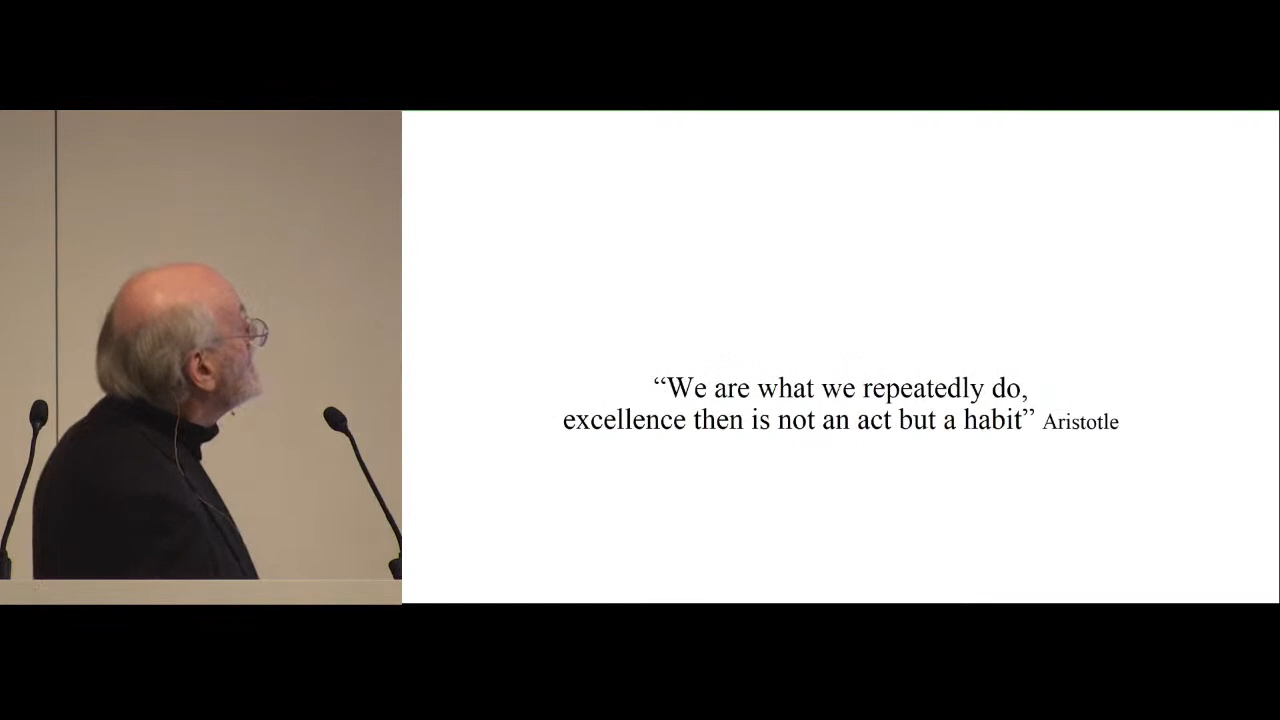 “We are what we repeatedly do,
excellence then is not an act but a habit” Aristotle